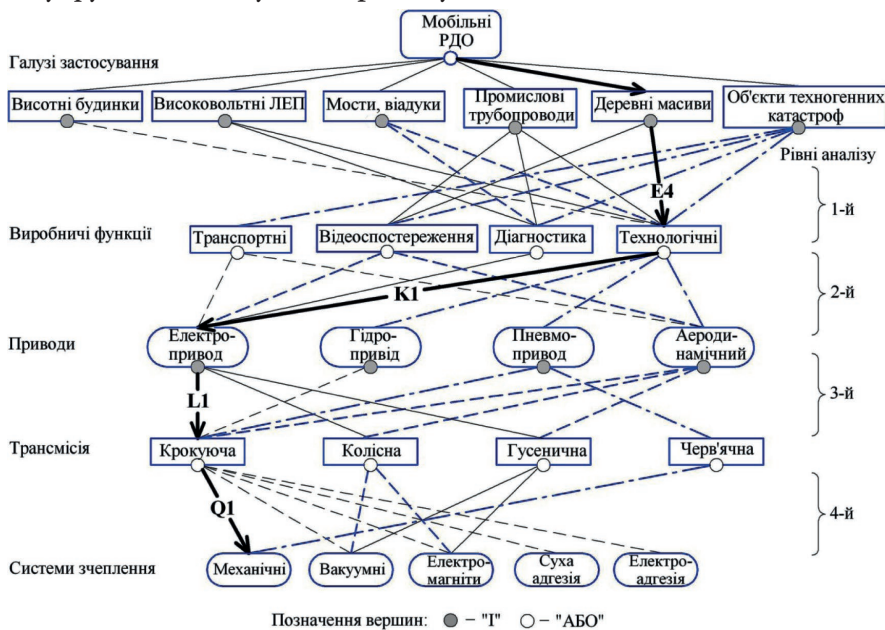 Мобільні
РДО
Галузі застосування
Висотні будинки
Високовольтні ЛЕП
Мости, віадуки
Промислові
трубопроводи
Деревні масиви
Об'єкти техногенних
катастроф
Рівні аналізу
E4
1-й
Виробничі функції
Транспортні
Відеоспостереження
Діагностика
Технологічні
K1
2-й
Приводи
Електро-
привод
Гідро-
привід
Пневмо-
привод
Аероди-
намічний
L1
3-й
Трансмісія
Крокуюча
Колісна
Гусенична
Черв'ячна
Q1
4-й
Системи зчеплення
Механічні
Вакуумні
Електро-
магніти
Суха
адгезія
Електро-
адгезія
Позначення вершин: – "І" – "АБО"